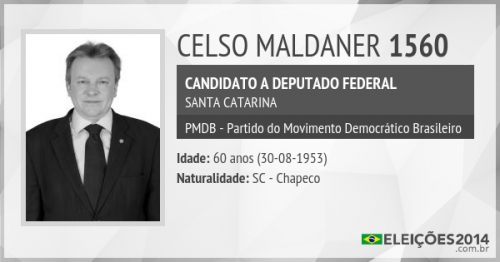 CELSO MALDANER 1560
CANDIDATO A DEPUTADO FEDERAL
SANTA CATARINA
PMDB - Partido do Movimento Democrático Brasileiro
Idade: 60 anos (30-08-1953)
Naturalidade: SC - Chapeco
ELEIÇÕES2014
.com.br